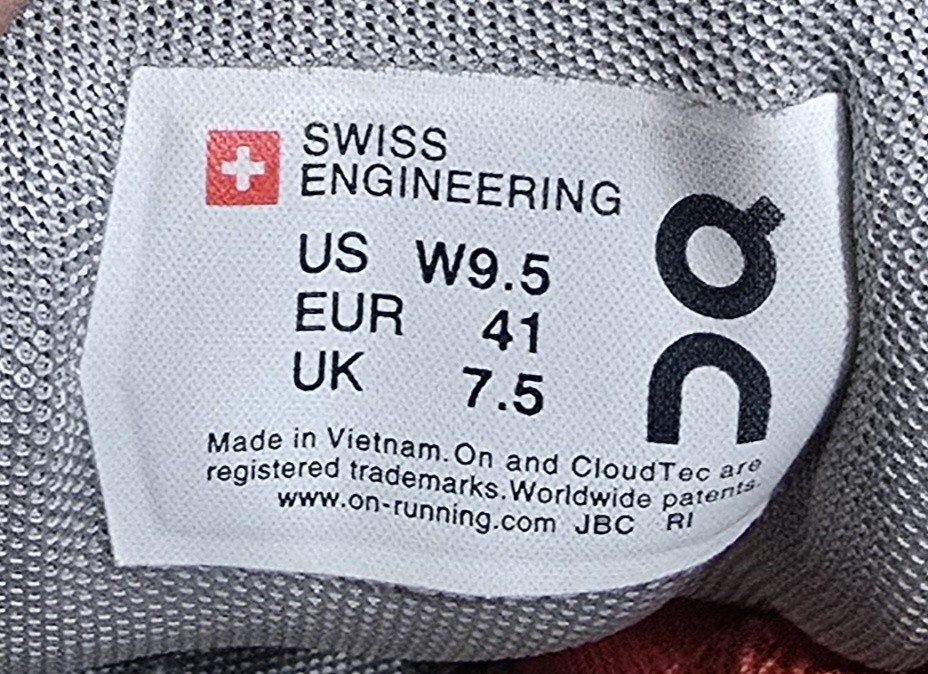 SWISS
ENGINEERING
US W9.5
EUR 41
UK 7.5
On
Made in Vietnam. On and CloudTec are
registered trademarks. Worldwide patents.
www.on-running.com JBC RI